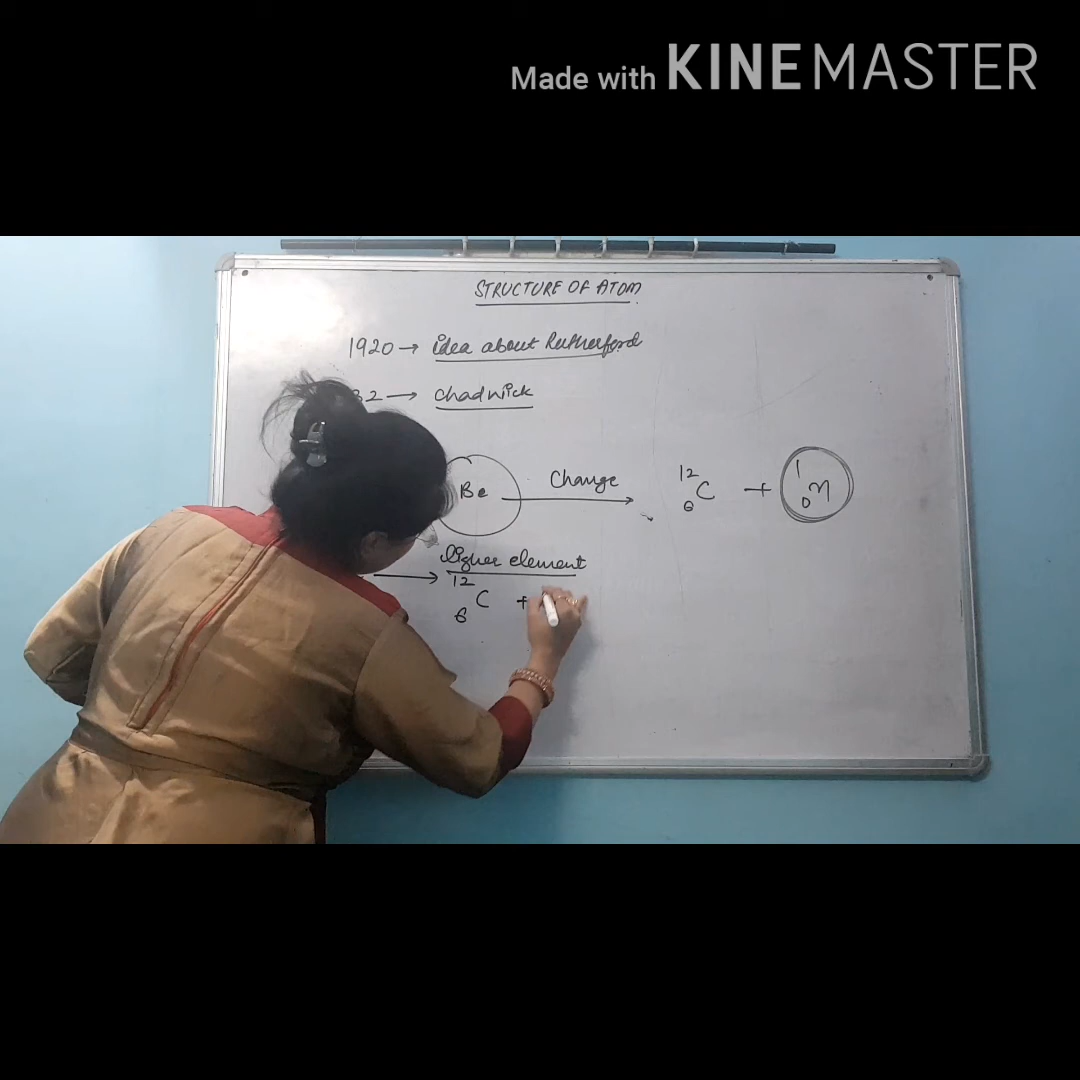 Made with KINEMASTER
STRUCTURE OF ATOM
1920 → idea about Rutherford
32 → Chadwick
Be Change → 12 6 C + 1 0 n
→ ligher element
12 6 C +